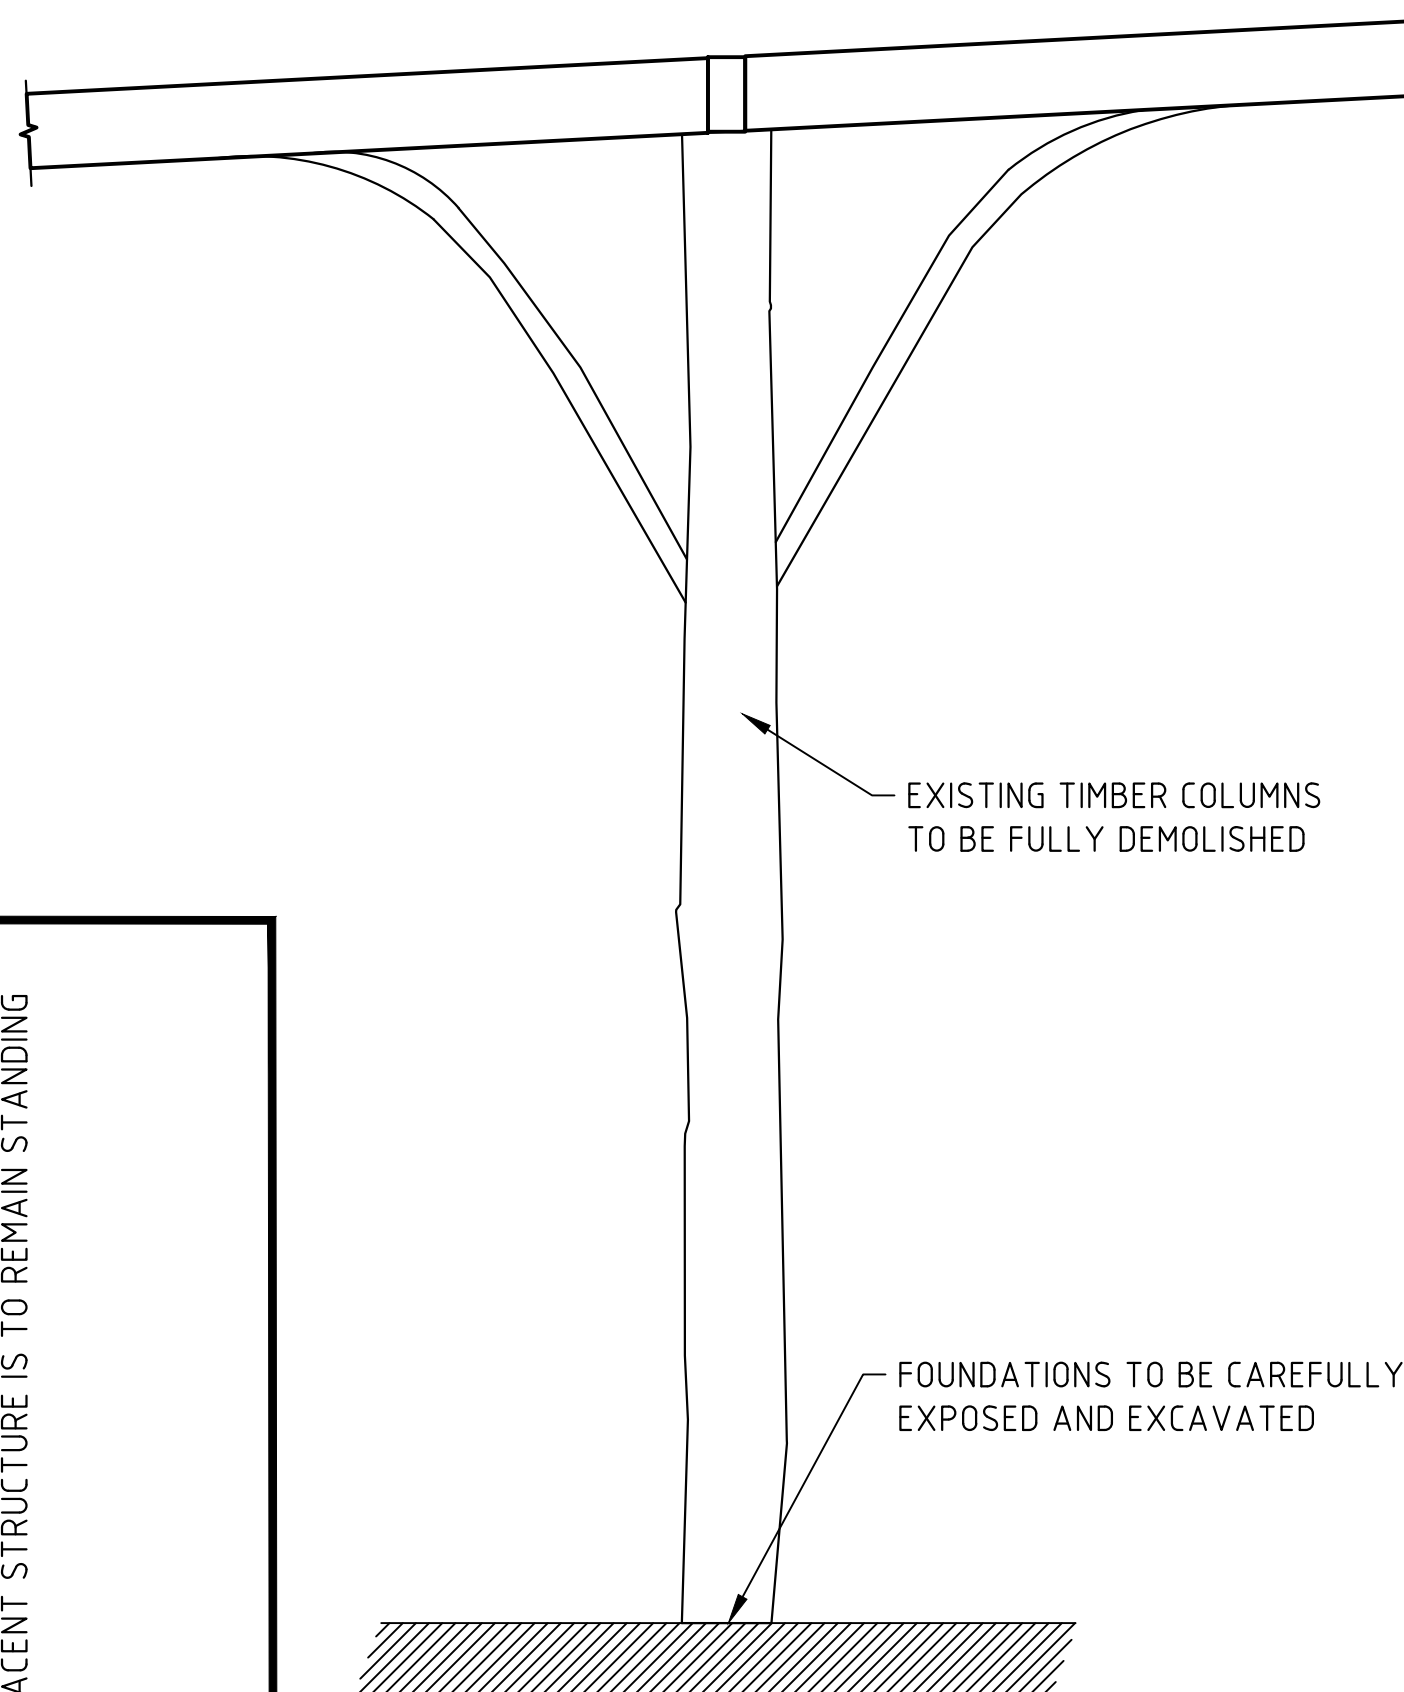 EXISTING TIMBER COLUMNS
TO BE FULLY DEMOLISHED
STRUCTURE IS TO REMAIN STANDING
FOUNDATIONS TO BE CAREFULLY
EXPOSED AND EXCAVATED